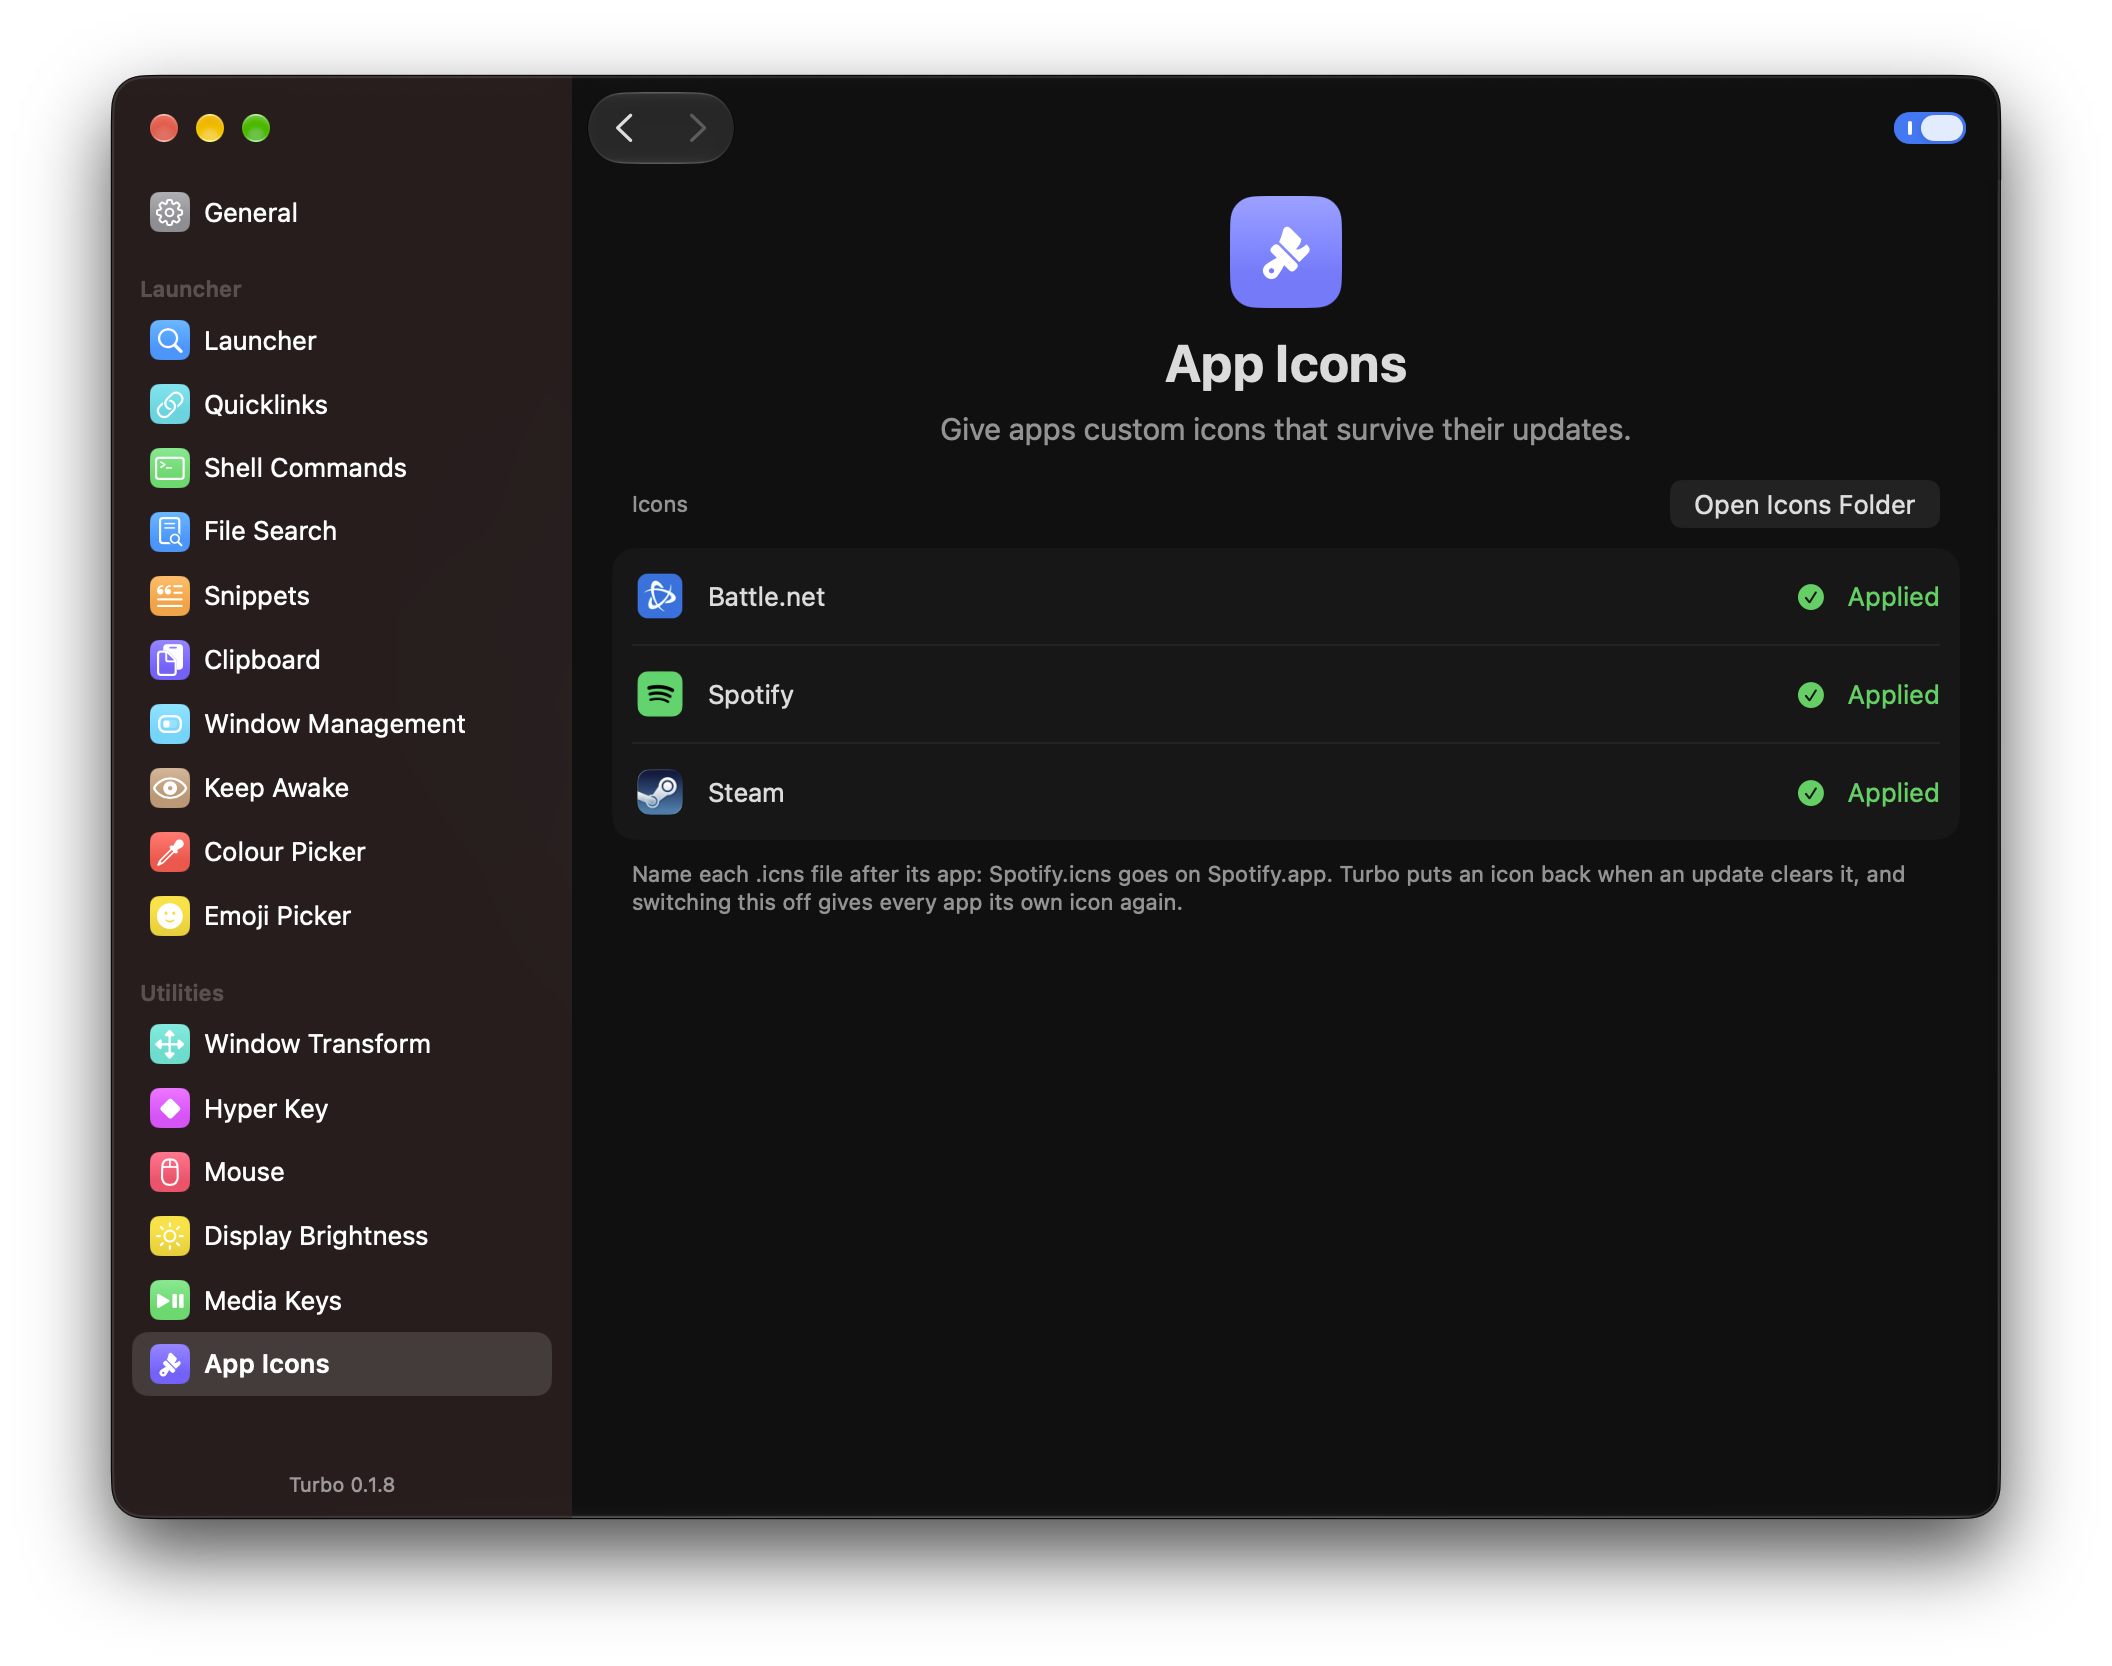 General
Launcher
Launcher
Quicklinks
Shell Commands
File Search
Snippets
Clipboard
Window Management
Keep Awake
Colour Picker
Emoji Picker
Utilities
Window Transform
Hyper Key
Mouse
Display Brightness
Media Keys
App Icons
Turbo 0.1.8
App Icons
Give apps custom icons that survive their updates.
Icons
Open Icons Folder
Battle.net Applied
Spotify Applied
Steam Applied
Name each .icns file after its app: Spotify.icns goes on Spotify.app. Turbo puts an icon back when an update clears it, and
switching this off gives every app its own icon again.